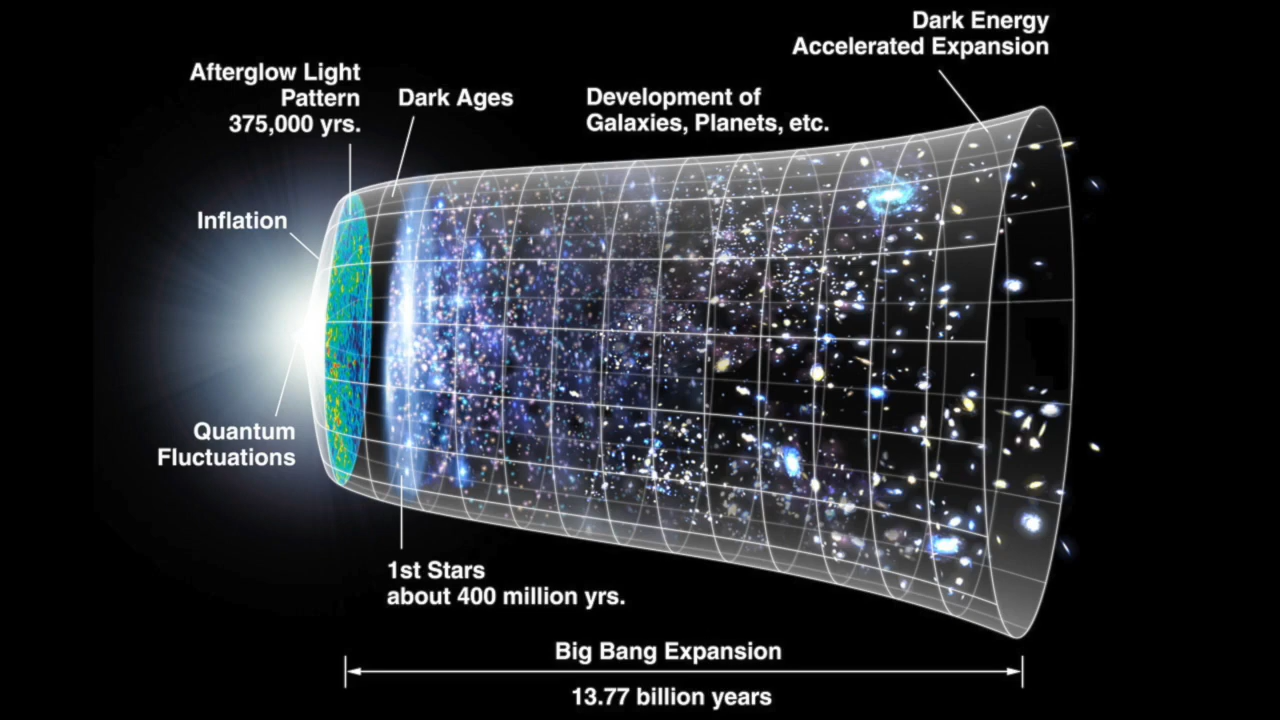 Dark Energy
Accelerated Expansion
Afterglow Light
Pattern
375,000 yrs.
Dark Ages
Development of
Galaxies, Planets, etc.
Inflation
Quantum
Fluctuations
1st Stars
about 400 million yrs.
Big Bang Expansion
13.77 billion years